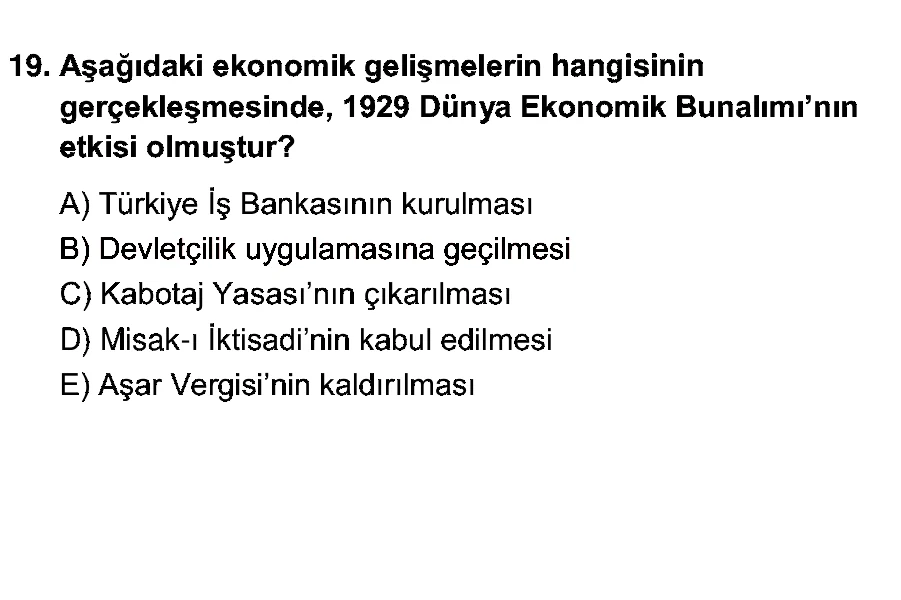 19. Aşağıdaki ekonomik gelişmelerin hangisinin
gerçekleşmesinde, 1929 Dünya Ekonomik Bunalımı’nın
etkisi olmuştur?
A) Türkiye İş Bankasının kurulması
B) Devletçilik uygulamasına geçilmesi
C) Kabotaj Yasası’nın çıkarılması
D) Misak-ı İktisadi’nin kabul edilmesi
E) Aşar Vergisi’nin kaldırılması